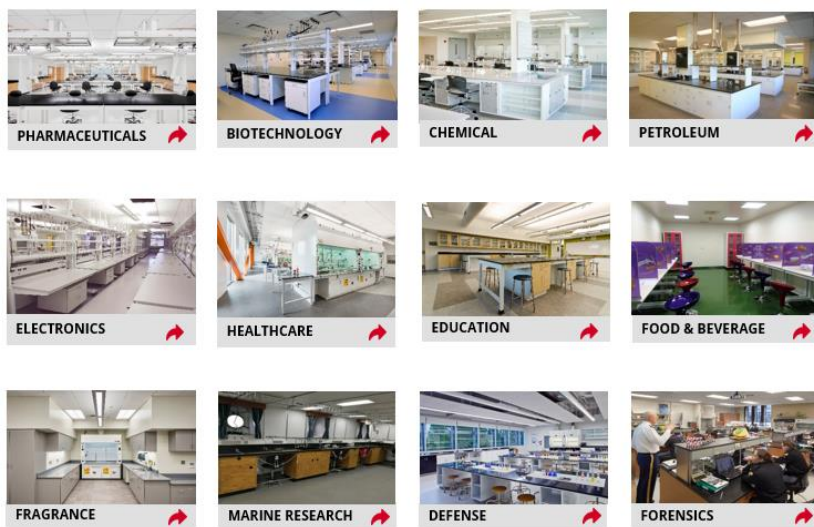 PHARMACEUTICALS
BIOTECHNOLOGY
CHEMICAL
PETROLEUM
ELECTRONICS
HEALTHCARE
EDUCATION
FOOD & BEVERAGE
FRAGRANCE
MARINE RESEARCH
DEFENSE
FORENSICS